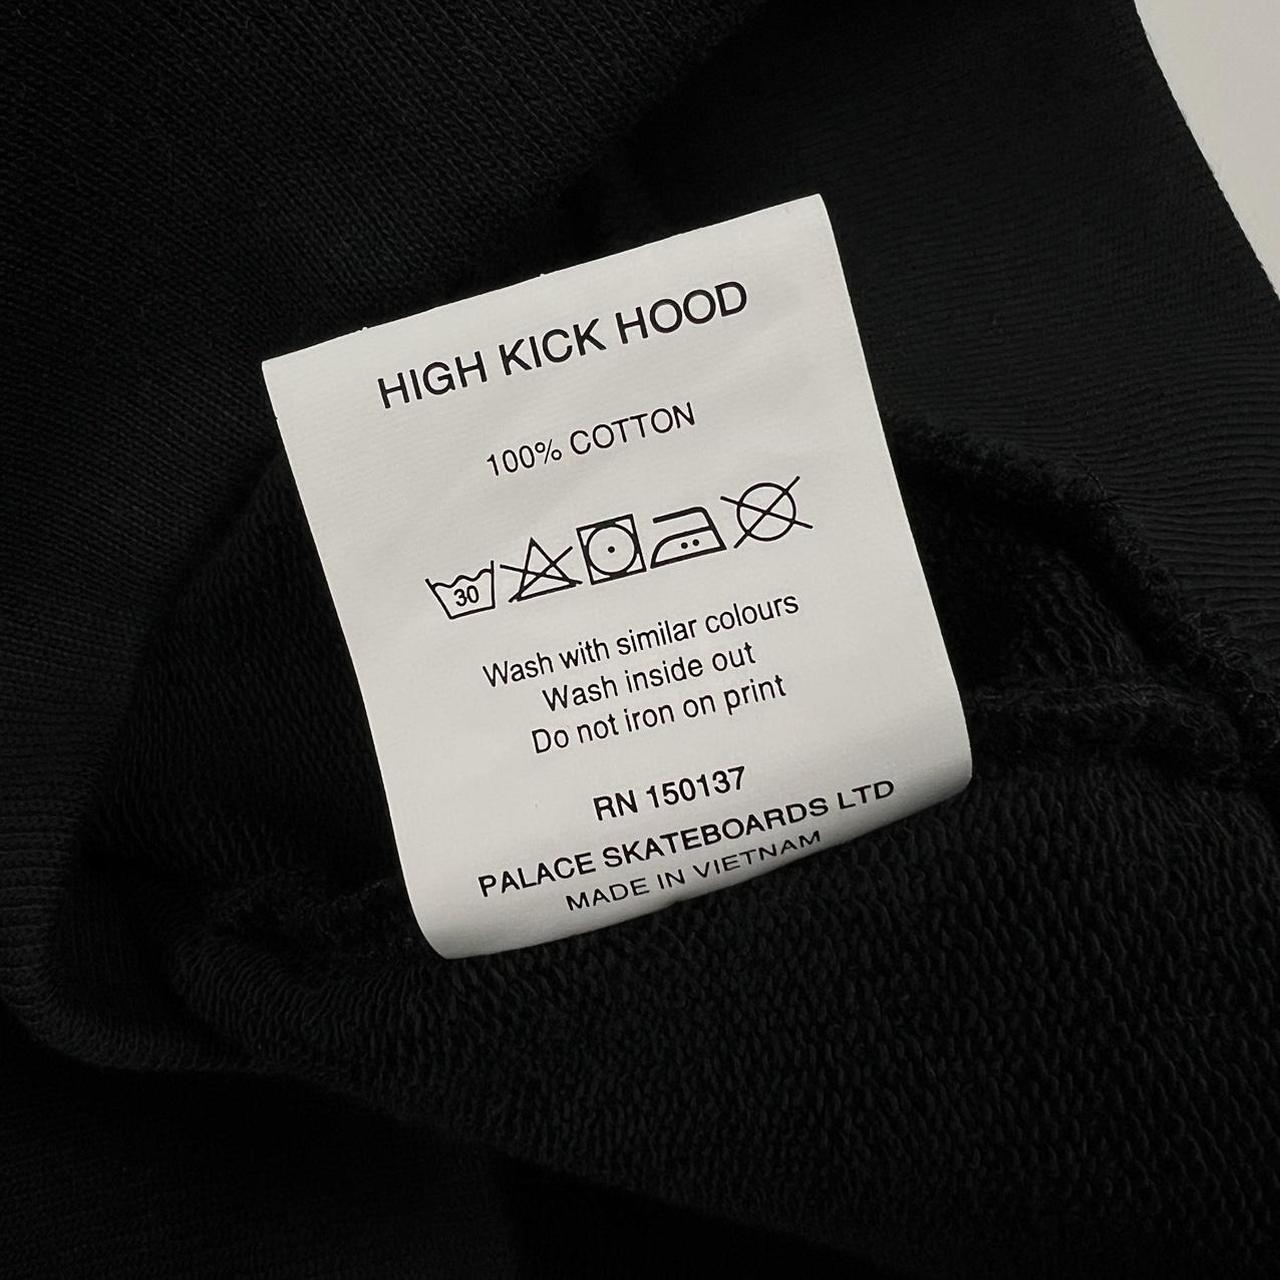 HIGH KICK HOOD
100% COTTON
30
Wash with similar colours
Wash inside out
Do not iron on print
RN 150137
PALACE SKATEBOARDS LTD
MADE IN VIETNAM